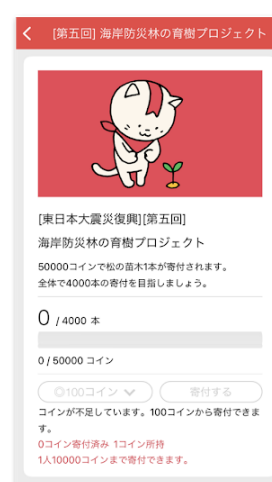 [第五回] 海岸防災林の育樹プロジェクト
[東日本大震災復興][第五回]
海岸防災林の育樹プロジェクト
50000コインで松の苗木1本が寄付されます。
全体で4000本の寄付を目指しましょう。
0 / 4000 本
0 / 50000 コイン
◎100コイン
寄付する
コインが不足しています。100コインから寄付できま
す。
0コイン寄付済み 1コイン所持
1人10000コインまで寄付できます。